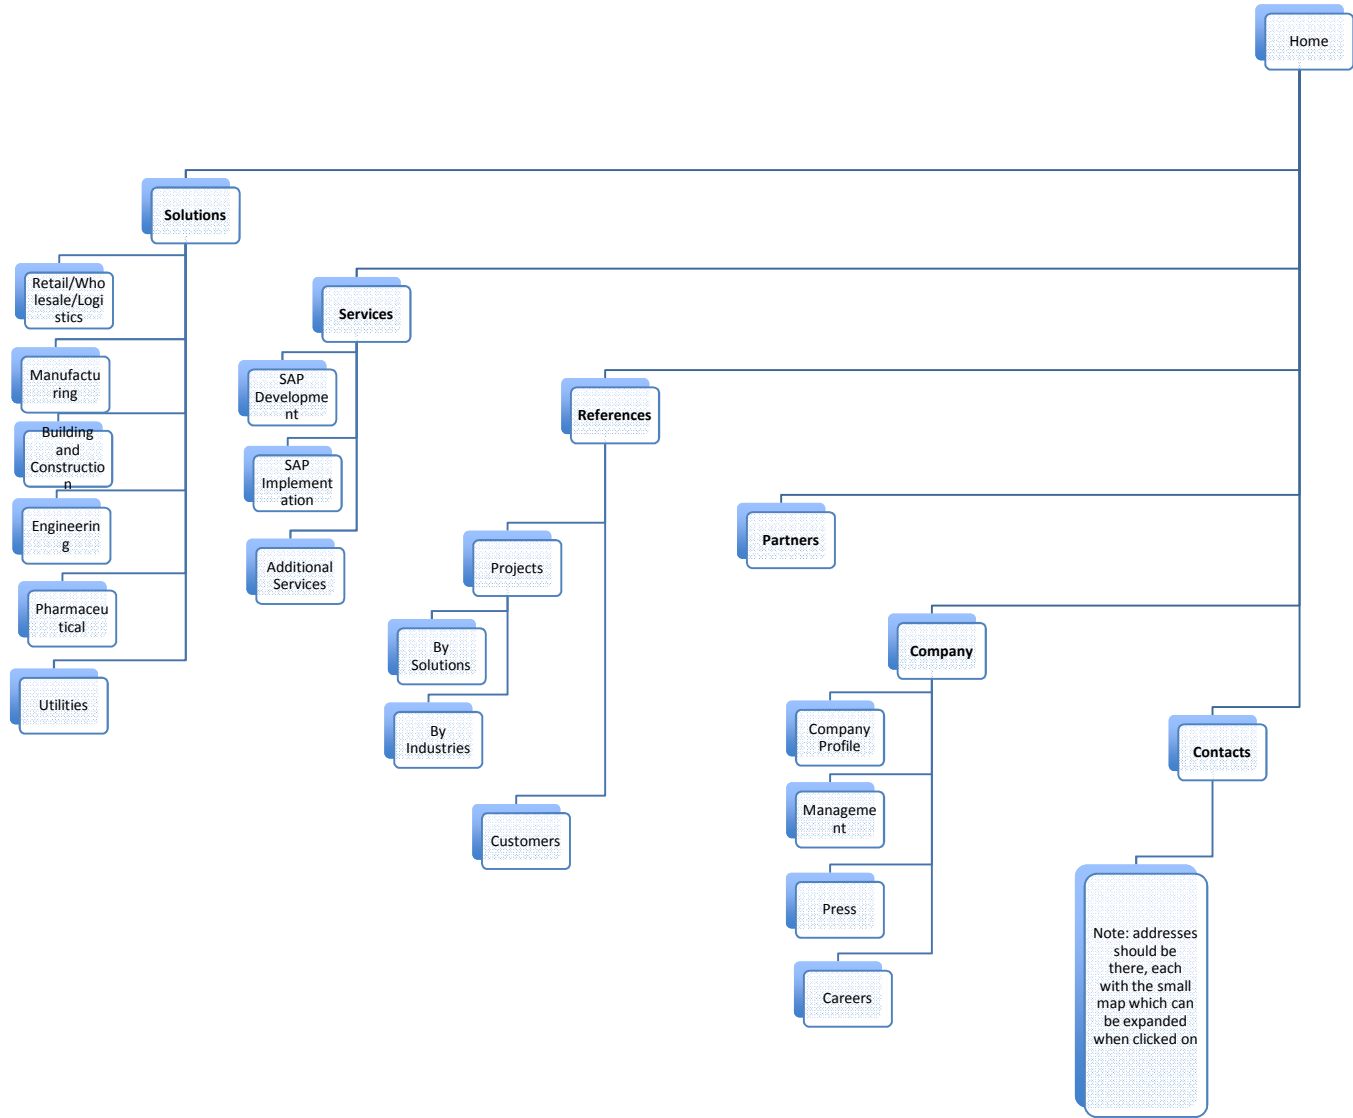 Home
Solutions
Retail/Who
lesale/Logi
stics
Manufactu
ring
Building
and
Constructio
n
Engineerin
g
Pharmaceu
tical
Utilities
Services
SAP
Developme
nt
SAP
Implement
ation
Additional
Services
References
Projects
By
Solutions
By
Industries
Customers
Partners
Company
Company
Profile
Manageme
nt
Press
Careers
Contacts
Note: addresses
should be
there, each
with the small
map which can
be expanded
when clicked on